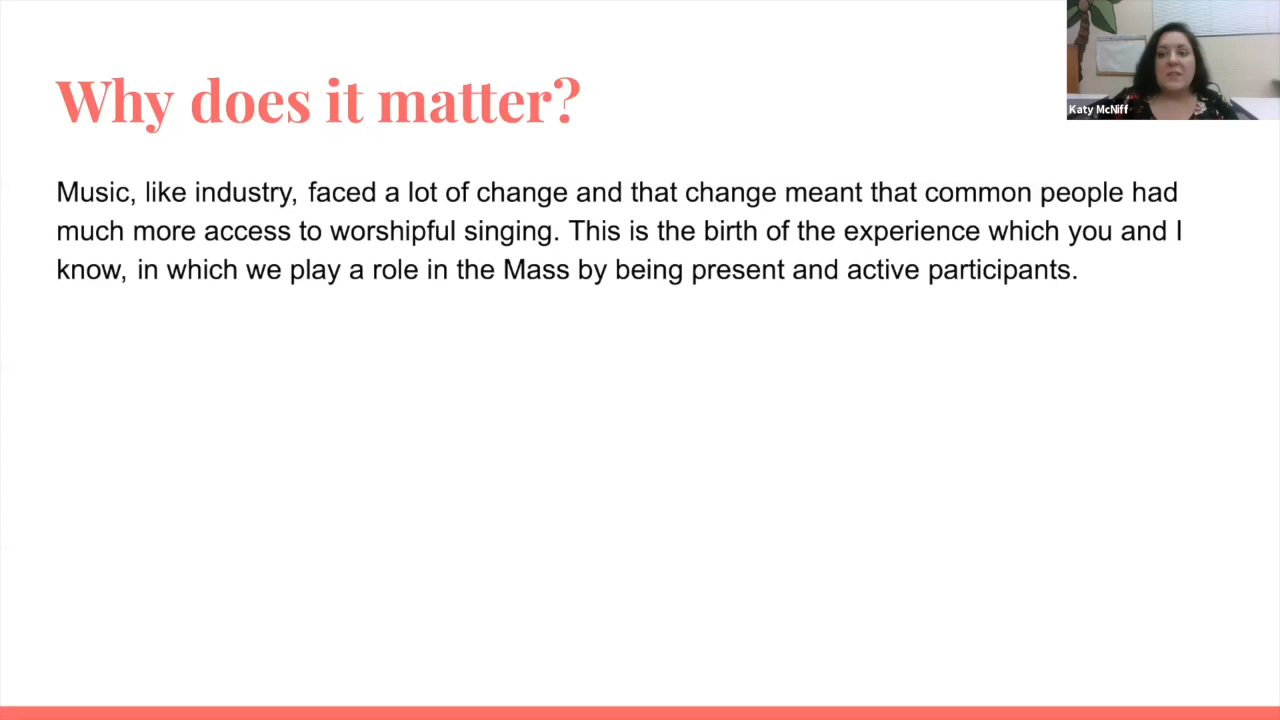 Why does it matter?
Katy McNiff
Music, like industry, faced a lot of change and that change meant that common people had
much more access to worshipful singing. This is the birth of the experience which you and I
know, in which we play a role in the Mass by being present and active participants.